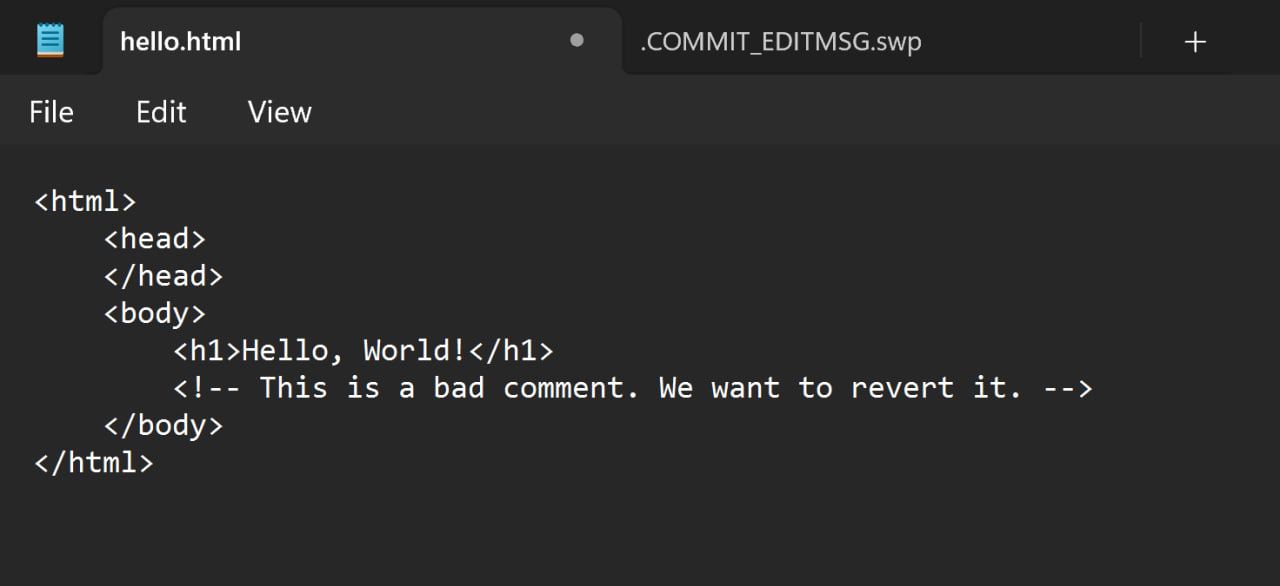 hello.html
.COMMIT_EDITMSG.swp
File Edit View
<html>
    <head>
    </head>
    <body>
        <h1>Hello, World!</h1>
        <!-- This is a bad comment. We want to revert it. -->
    </body>
</html>